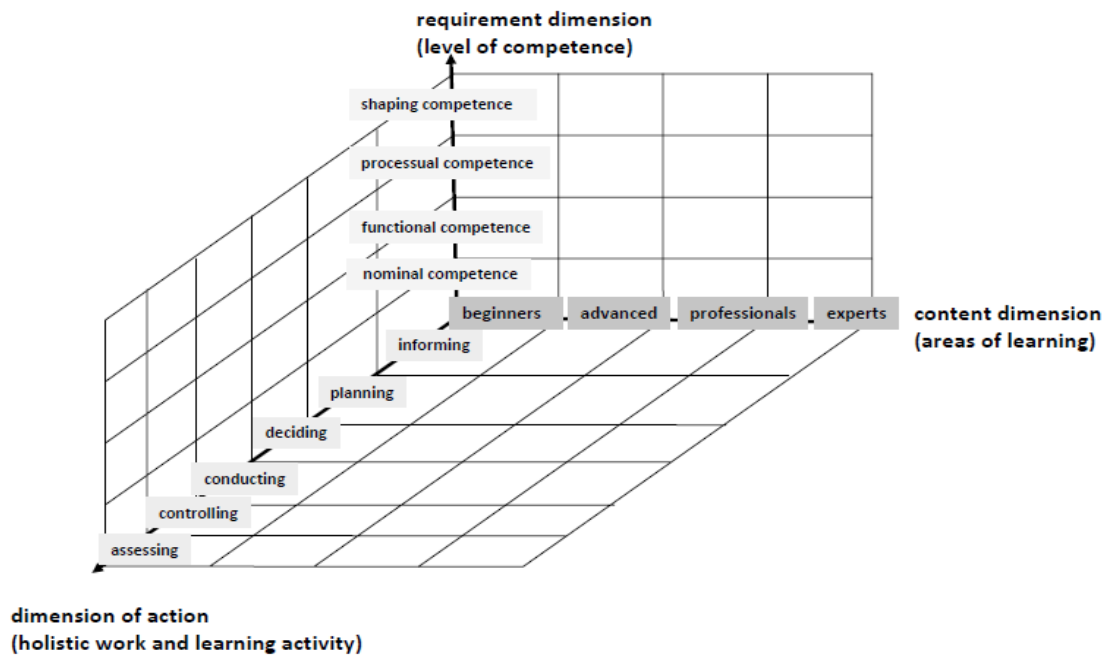 requirement dimension
(level of competence)
shaping competence
processual competence
functional competence
nominal competence
beginners
advanced
professionals
experts
content dimension
(areas of learning)
informing
planning
deciding
conducting
controlling
assessing
dimension of action
(holistic work and learning activity)